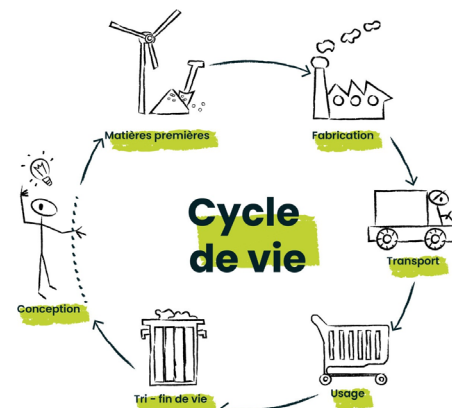 Matières premières
Fabrication
Cycle
de vie
Transport
Conception
Tri - fin de vie
Usage